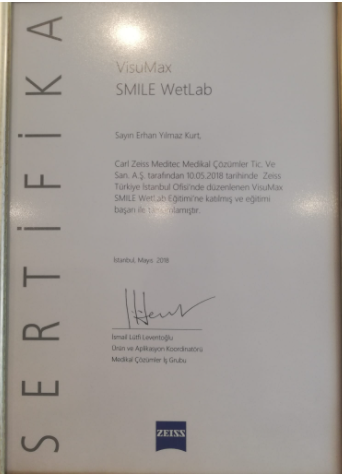 SERTİFİKA
VisuMax
SMILE WetLab
Sayın Erhan Yılmaz Kurt,
Carl Zeiss Meditec Medikal Çözümler Tic. Ve
San. A.Ş. tarafından 10.05.2018 tarihinde Zeiss
Türkiye İstanbul Ofisi'nde düzenlenen VisuMax
SMILE WetLab Eğitimi'ne katılmış ve eğitimi
başarı ile tamamlamıştır.
İstanbul, Mayıs 2018
İsmail Lütfi Leventoğlu
Ürün ve Aplikasyon Koordinatörü
Medikal Çözümler İş Grubu
ZEISS